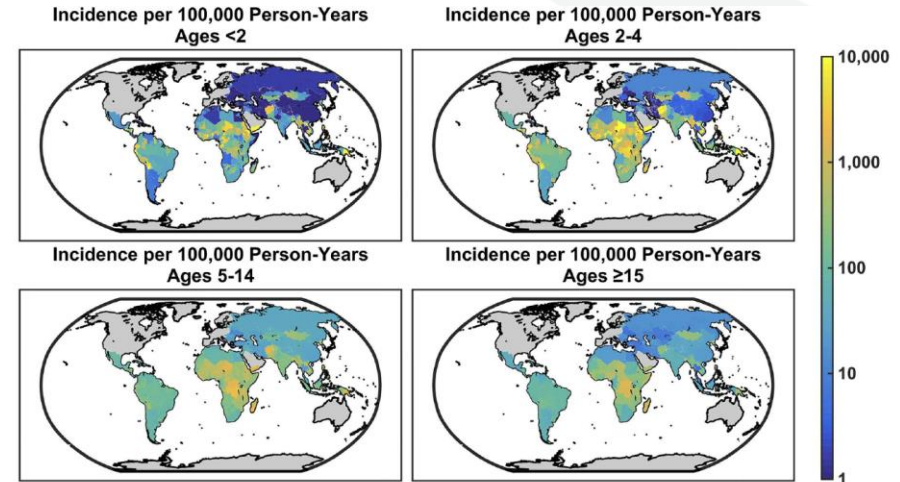 Incidence per 100,000 Person-Years
Ages <2
Incidence per 100,000 Person-Years
Ages 2-4
Incidence per 100,000 Person-Years
Ages 5-14
Incidence per 100,000 Person-Years
Ages ≥15
10,000
1,000
100
10
1